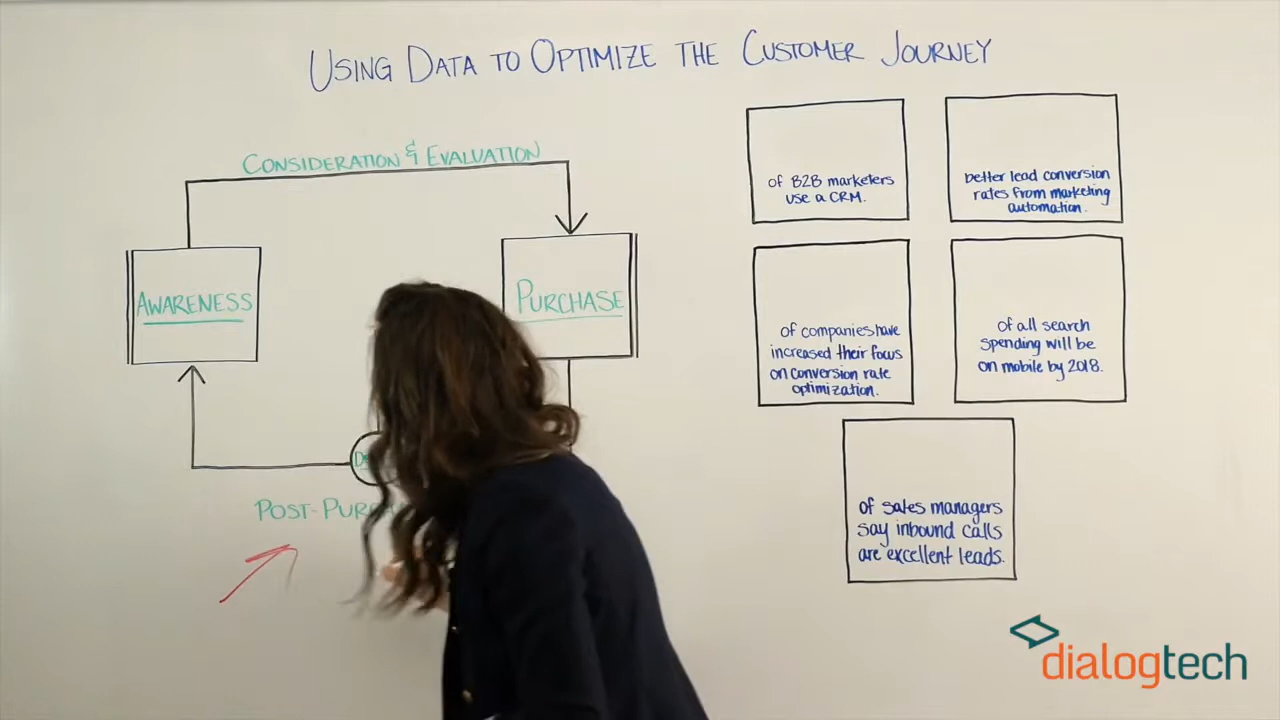 USING DATA TO OPTIMIZE THE CUSTOMER JOURNEY
CONSIDERATION & EVALUATION
AWARENESS
PURCHASE
of B2B marketers
use a CRM.
better lead conversion
rates from marketing
automation.
of companies have
increased their focus
on conversion rate
optimization.
of all search
spending will be
on mobile by 2018.
of sales managers
say inbound calls
are excellent leads.
dialogtech